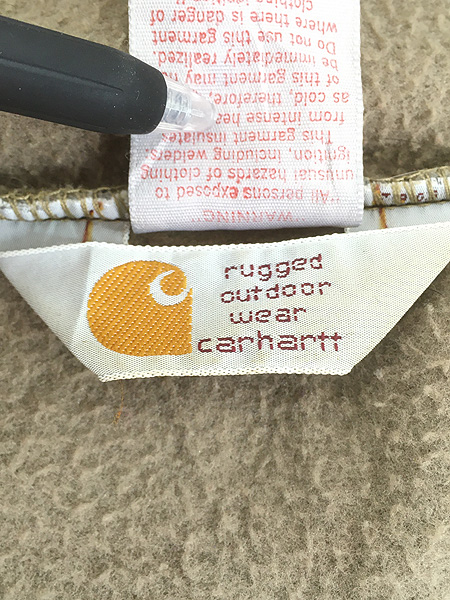 "WARNING"
"All persons exposed to
unusual hazards of clothing
ignition, including welders:
This garment insulates
from intense
as cold, therefore,
of this garment may
be immediately realized.
Do not use this garment
where there is danger of
clothing
rugged
outdoor
wear
carhartt